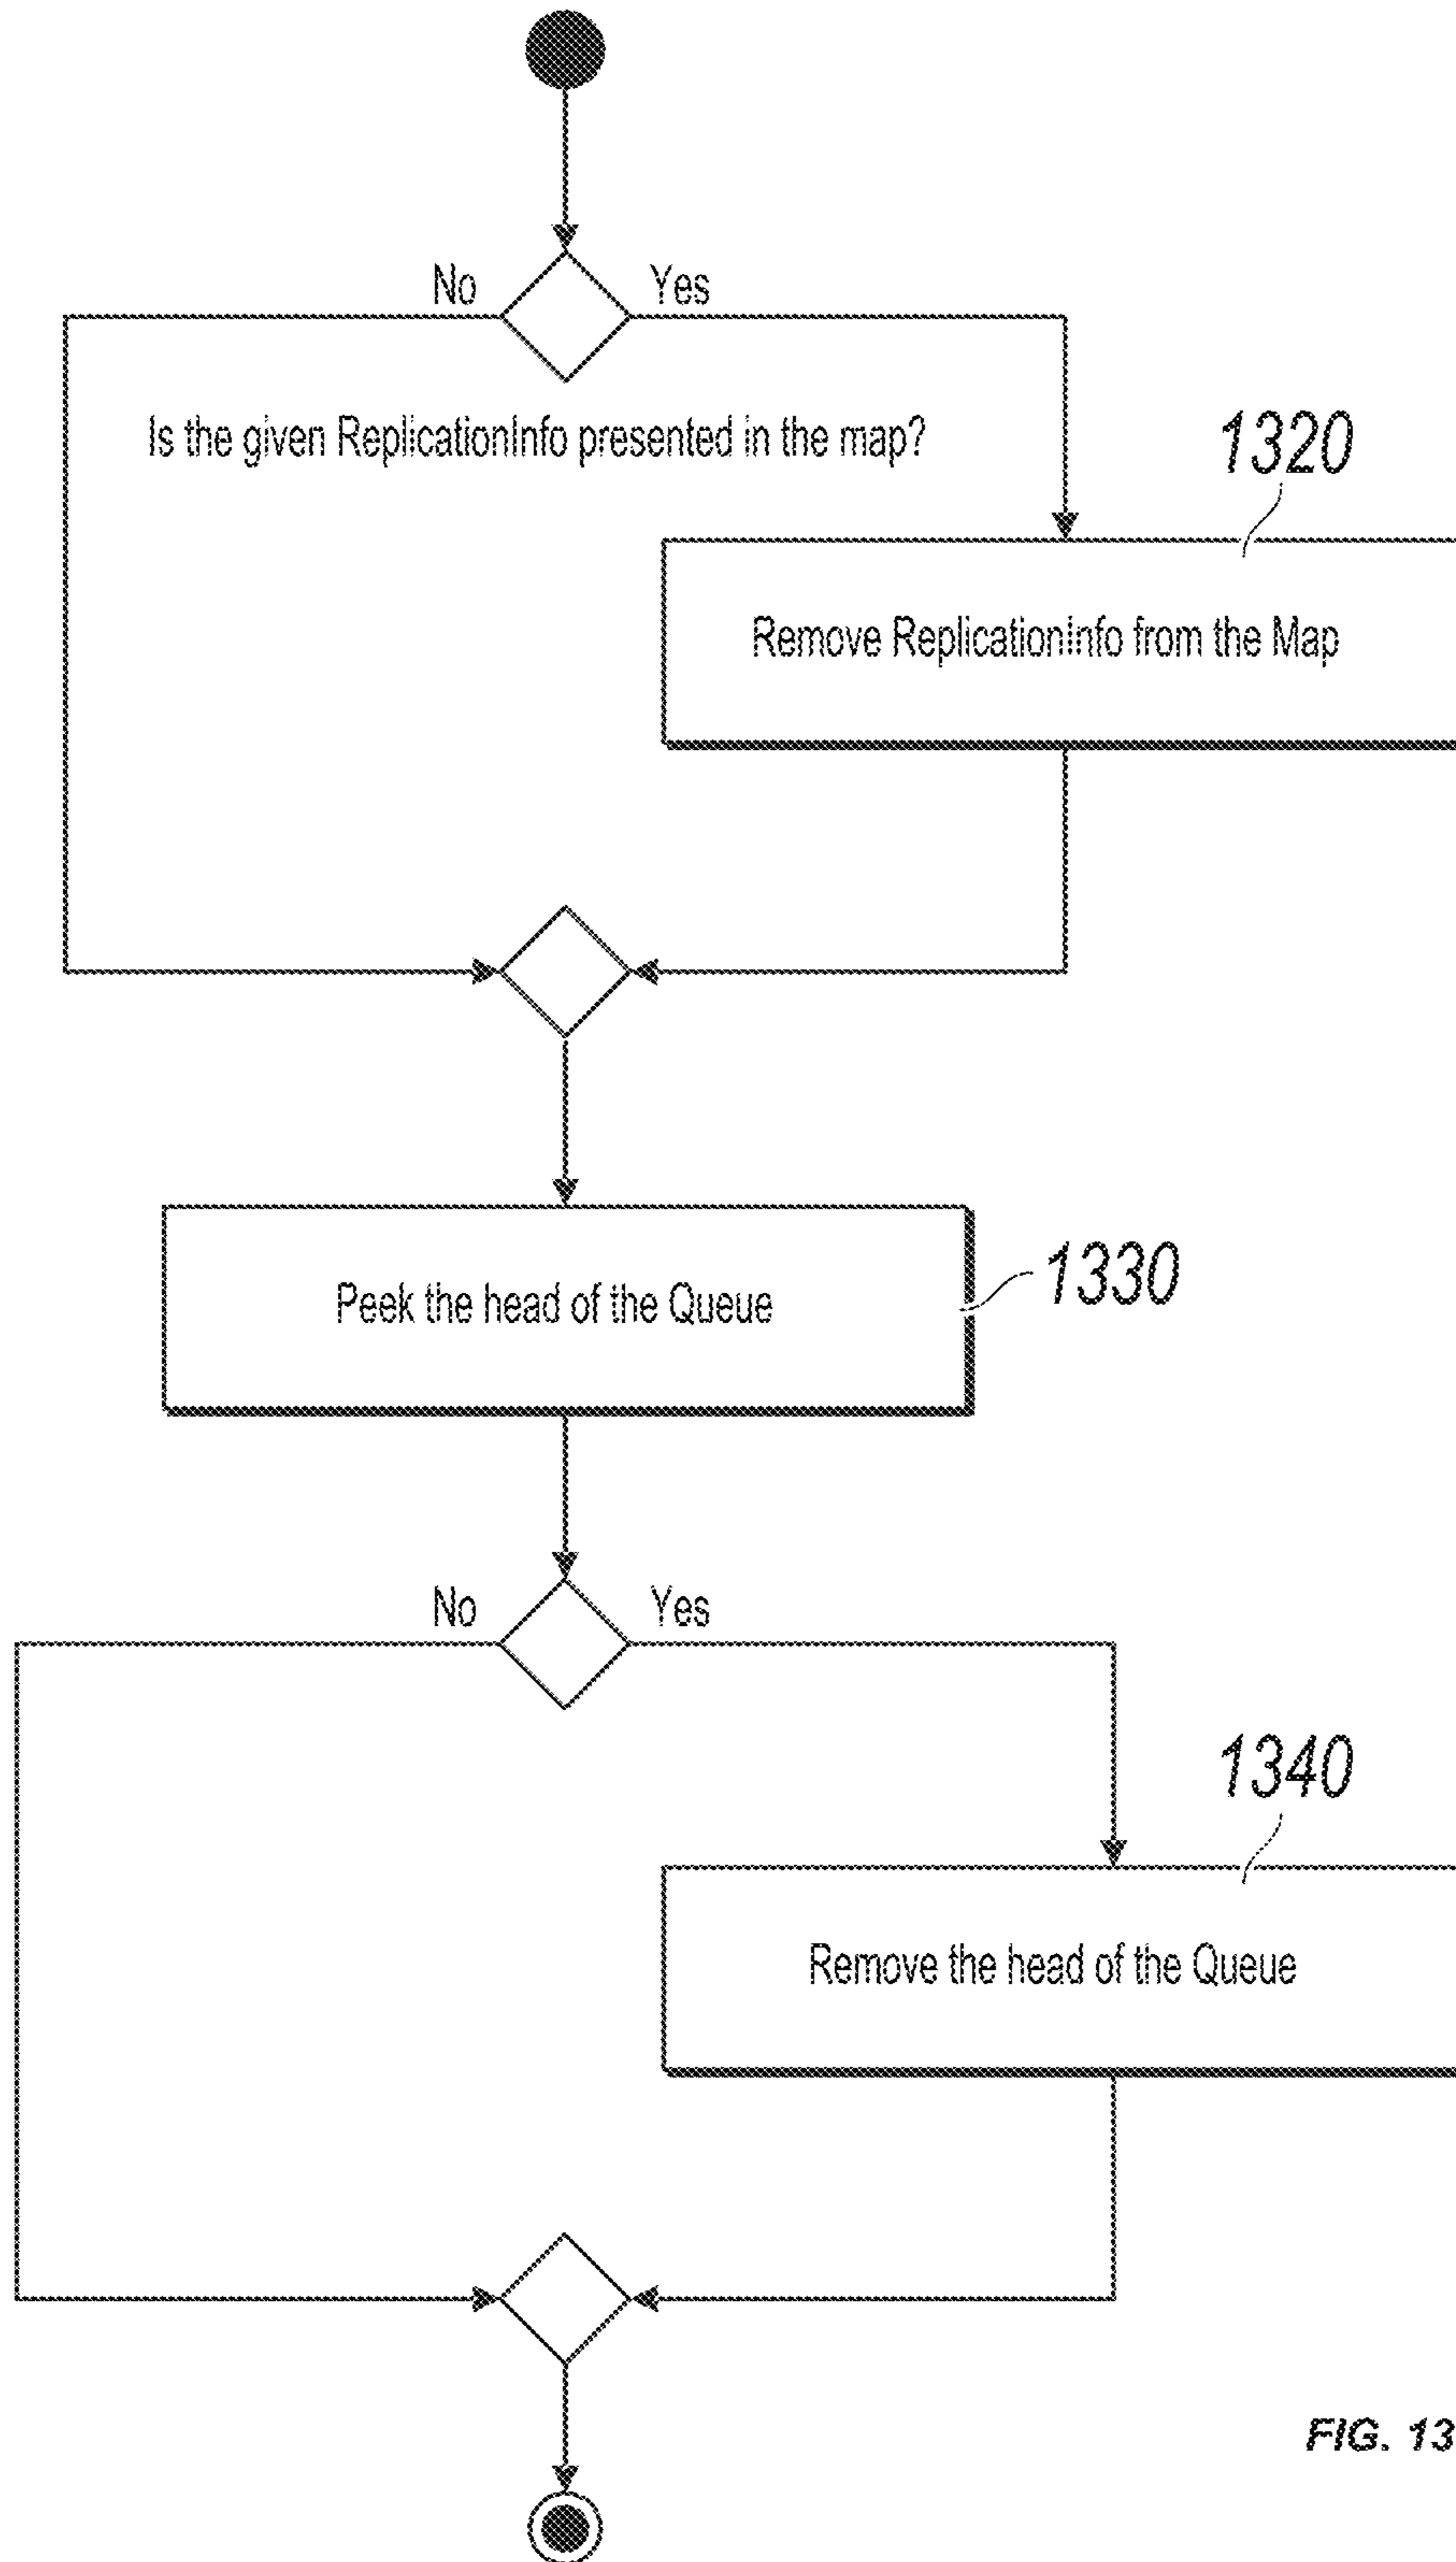 No
Yes
Is the given ReplicationInfo presented in the map?
1320
Remove ReplicationInfo from the Map
Peek the head of the Queue
1330
No
Yes
1340
Remove the head of the Queue
FIG. 13